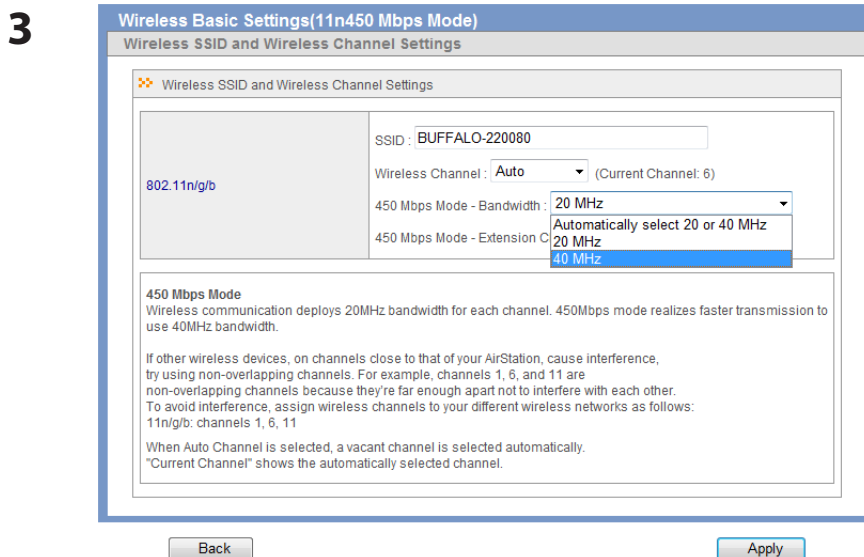 3
Wireless Basic Settings(11n450 Mbps Mode)
Wireless SSID and Wireless Channel Settings
Wireless SSID and Wireless Channel Settings
802.11n/g/b
SSID : BUFFALO-220080
Wireless Channel : Auto (Current Channel: 6)
450 Mbps Mode - Bandwidth : 20 MHz
Automatically select 20 or 40 MHz
450 Mbps Mode - Extension C
20 MHz
40 MHz
450 Mbps Mode
Wireless communication deploys 20MHz bandwidth for each channel. 450Mbps mode realizes faster transmission to
use 40MHz bandwidth.
If other wireless devices, on channels close to that of your AirStation, cause interference,
try using non-overlapping channels. For example, channels 1, 6, and 11 are
non-overlapping channels because they're far enough apart not to interfere with each other.
To avoid interference, assign wireless channels to your different wireless networks as follows:
11n/g/b: channels 1, 6, 11
When Auto Channel is selected, a vacant channel is selected automatically.
"Current Channel" shows the automatically selected channel.
Back
Apply